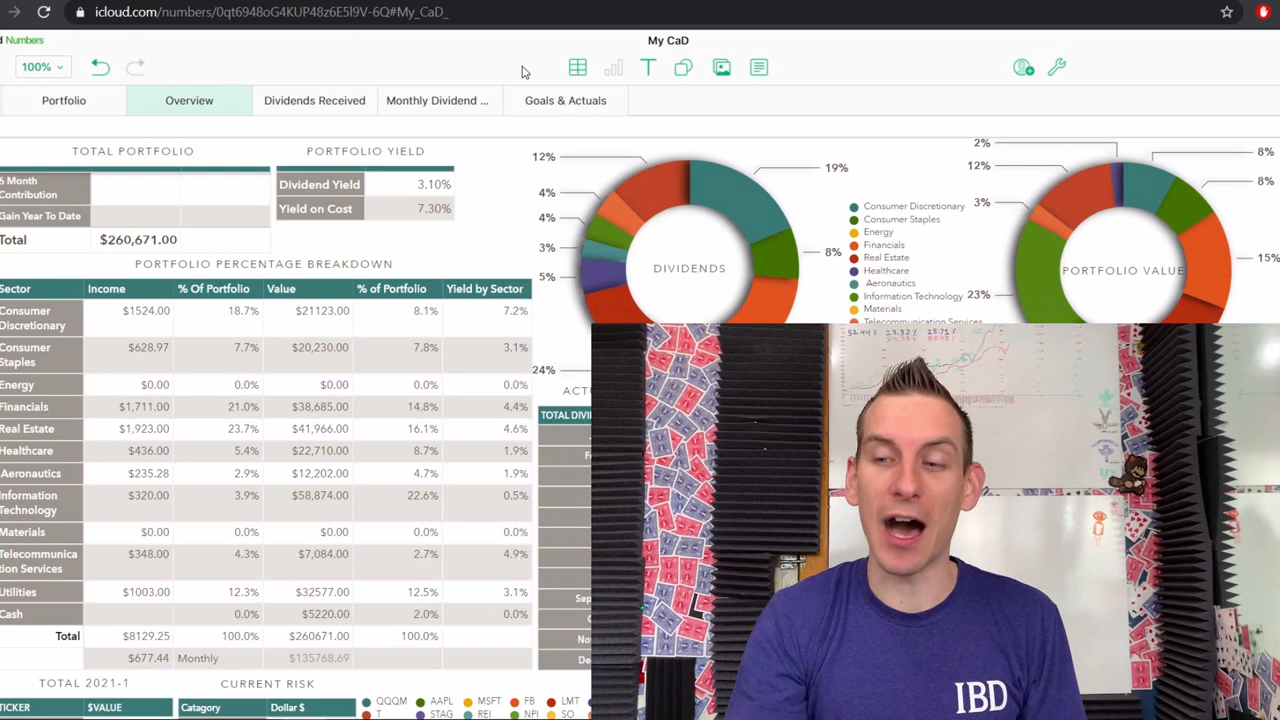 icloud.com/numbers/0qt6948oG4KUP48z6E5I9V-6Q#My_CaD_
Numbers
My CaD
100%
Portfolio
Overview
Dividends Received
Monthly Dividend ...
Goals & Actuals
TOTAL PORTFOLIO
6 Month
Contribution
Gain Year To Date
Total $260,671.00
PORTFOLIO YIELD
Dividend Yield 3.10%
Yield on Cost 7.30%
PORTFOLIO PERCENTAGE BREAKDOWN
Sector Income % Of Portfolio Value % of Portfolio Yield by Sector
Consumer Discretionary 18.7% $21123.00 8.1% 7.2%
Consumer Staples 7.7% $20,230.00 7.8% 3.1%
Energy $0.00 0.0% $0.00 0.0% 0.0%
Financials $1,711.00 21.0% $38,685.00 14.8% 4.4%
Real Estate $1,923.00 23.7% $41,966.00 16.1% 4.6%
Healthcare $436.00 5.4% $22,710.00 8.7% 1.9%
Aeronautics $235.28 2.9% $12,202.00 4.7% 1.9%
Information Technology $320.00 3.9% $58,874.00 22.6% 0.5%
Materials $0.00 0.0% $0.00 0.0% 0.0%
Telecommunica tion Services $348.00 4.3% $7,084.00 2.7% 4.9%
Utilities $1003.00 12.3% $32577.00 12.5% 3.1%
Cash 0.0% $5220.00 2.0% 0.0%
Total $8129.25 100.0% $260671.00 100.0%
$677.44 Monthly
TOTAL 2021-1
TICKER $VALUE
CURRENT RISK
Catagory Dollar $
QQQM AAPL MSFT FB LMT
T STAG REI NPI SO
12%
19%
4%
4%
3%
5%
8%
24%
DIVIDENDS
Consumer Discretionary
Consumer Staples
Energy
Financials
Real Estate
Healthcare
Aeronautics
Information Technology
Materials
Telecommunication Services
2%
12%
3%
23%
8%
8%
15%
PORTFOLIO VALUE
TOTAL DIVID
52.44% 23.32% 25.71%
IBD